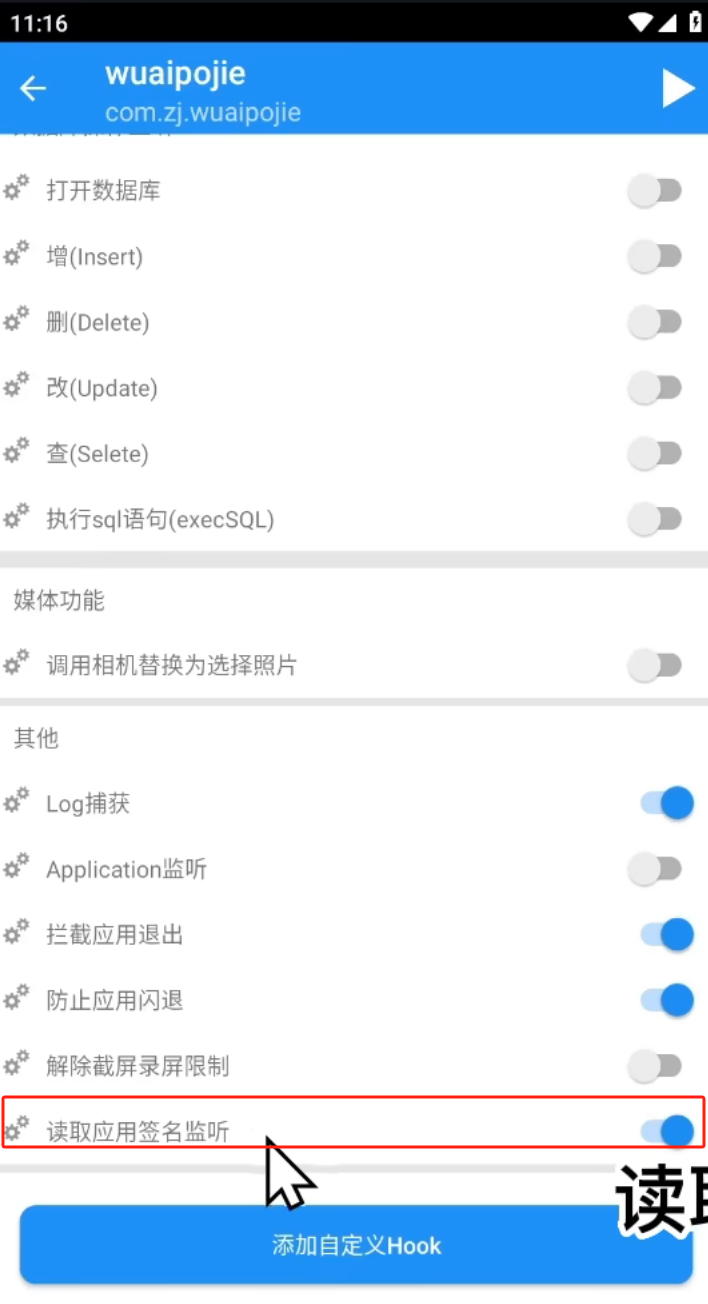 11:16
wuaipojie
com.zj.wuaipojie
打开数据库
增(Insert)
删(Delete)
改(Update)
查(Selete)
执行sql语句(execSQL)
媒体功能
调用相机替换为选择照片
其他
Log捕获
Application监听
拦截应用退出
防止应用闪退
解除截屏录屏限制
读取应用签名监听
读
添加自定义Hook